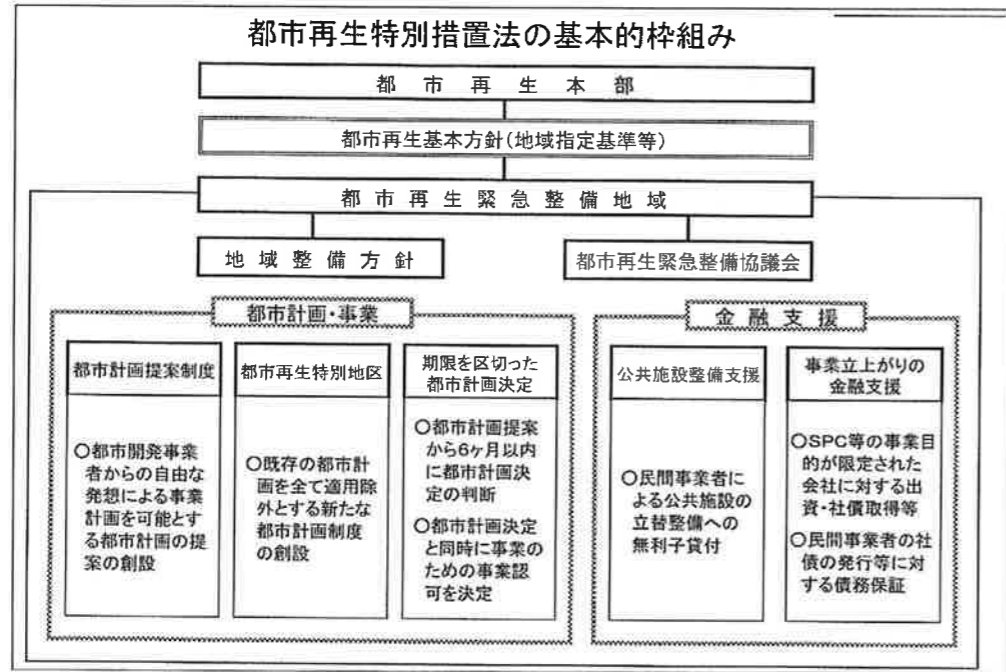 都市再生特別措置法の基本的枠組み
都市再生本部
都市再生基本方針(地域指定基準等)
都市再生緊急整備地域
地域整備方針
都市再生緊急整備協議会
都市計画・事業
都市計画提案制度
○都市開発事業
者からの自由な
発想による事業
計画を可能とす
る都市計画の提
案の創設
都市再生特別地区
○既存の都市計
画を全て適用除
外とする新たな
都市計画制度
の創設
期限を区切った
都市計画決定
○都市計画提案
から6ヶ月以内
に都市計画決
定の判断
○都市計画決定
と同時に事業の
ための事業認
可を決定
金融支援
公共施設整備支援
○民間事業者に
よる公共施設の
立替整備への
無利子貸付
事業立上がりの
金融支援
○SPC等の事業目
的が限定された
会社に対する出
資・社債取得等
○民間事業者の社
債の発行等に対
する債務保証